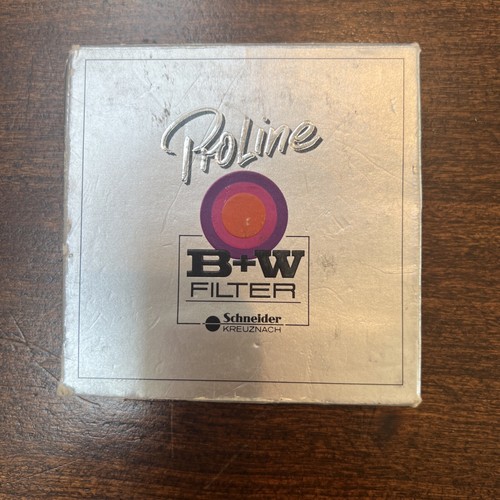 ProLine
B+W
FILTER
Schneider
KREUZNACH